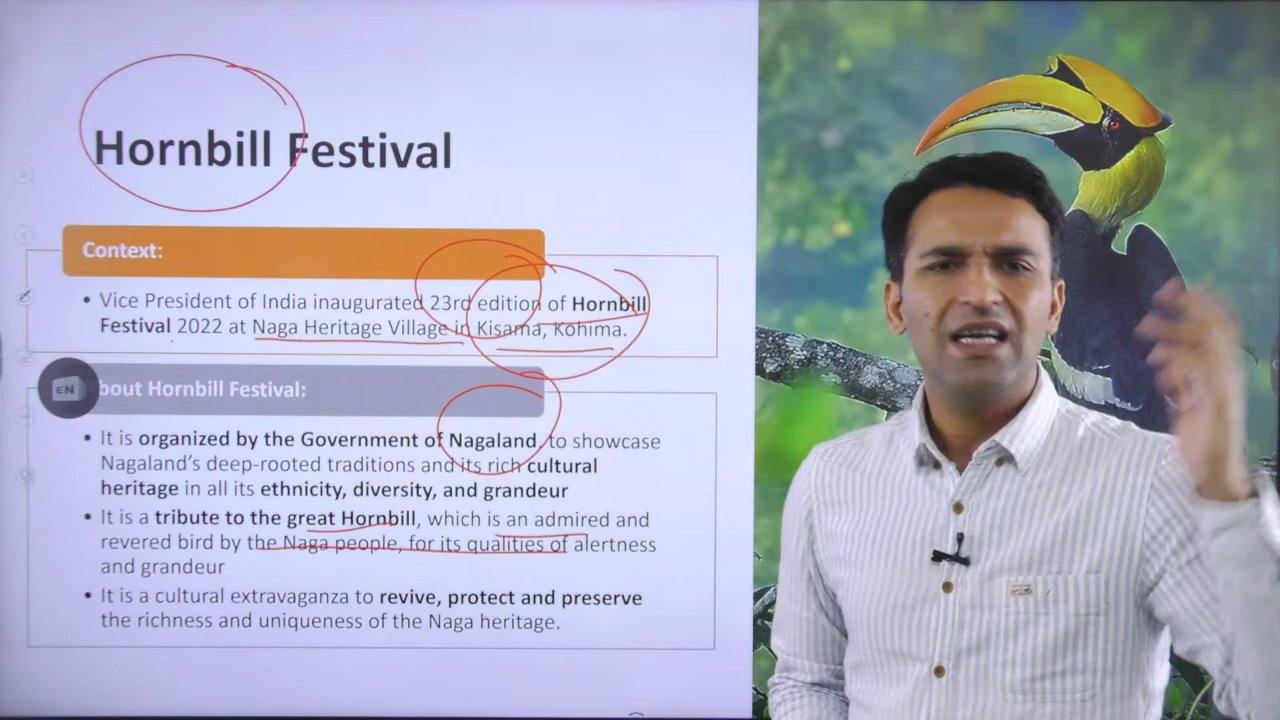 Hornbill Festival
Context:
• Vice President of India inaugurated 23rd edition of Hornbill
Festival 2022 at Naga Heritage Village in Kisama, Kohima.
EN
bout Hornbill Festival:
• It is organized by the Government of Nagaland, to showcase
Nagaland's deep-rooted traditions and its rich cultural
heritage in all its ethnicity, diversity, and grandeur
• It is a tribute to the great Hornbill, which is an admired and
revered bird by the Naga people, for its qualities of alertness
and grandeur
• It is a cultural extravaganza to revive, protect and preserve
the richness and uniqueness of the Naga heritage.